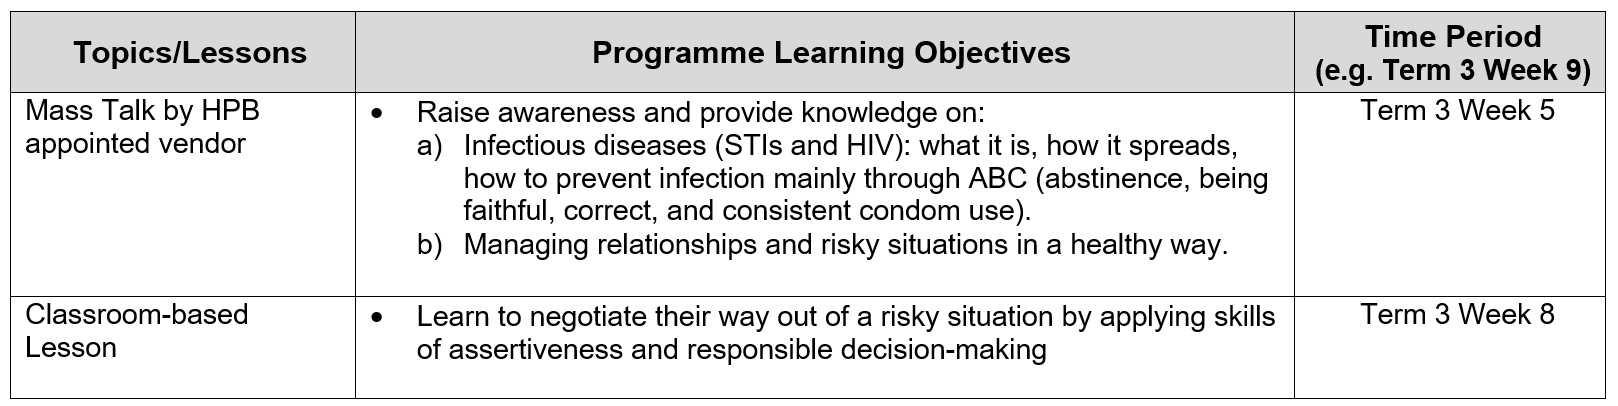 Topics/Lessons
Programme Learning Objectives
Time Period
(e.g. Term 3 Week 9)
Mass Talk by HPB
appointed vendor
• Raise awareness and provide knowledge on:
a) Infectious diseases (STIs and HIV): what it is, how it spreads,
how to prevent infection mainly through ABC (abstinence, being
faithful, correct, and consistent condom use).
b) Managing relationships and risky situations in a healthy way.
Term 3 Week 5
Classroom-based
Lesson
• Learn to negotiate their way out of a risky situation by applying skills
of assertiveness and responsible decision-making
Term 3 Week 8